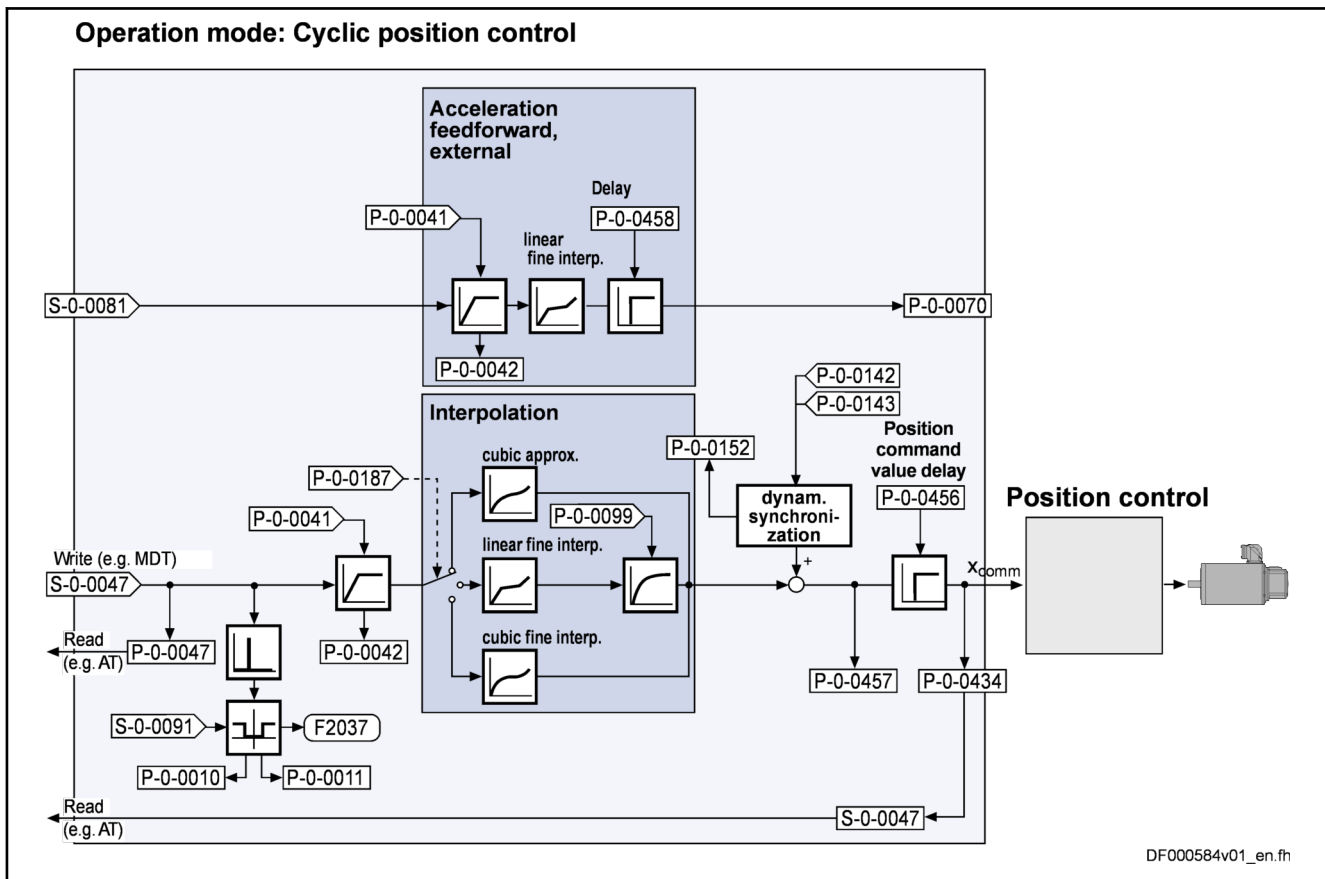 Operation mode: Cyclic position control
Acceleration
feedforward,
external
Delay
P-0-0041
P-0-0458
linear
fine interp.
S-0-0081
P-0-0070
P-0-0042
P-0-0142
P-0-0143
Interpolation
Position
command
value delay
P-0-0152
cubic approx.
P-0-0187
P-0-0456
Position control
dynam.
synchroni-
zation
P-0-0041
P-0-0099
linear fine interp.
+
Write (e.g. MDT)
S-0-0047
xcomm
Read
(e.g. AT)
P-0-0047
P-0-0042
cubic fine interp.
P-0-0457
P-0-0434
S-0-0091
F2037
P-0-0010
P-0-0011
Read
(e.g. AT)
S-0-0047
DF000584v01_en.fh